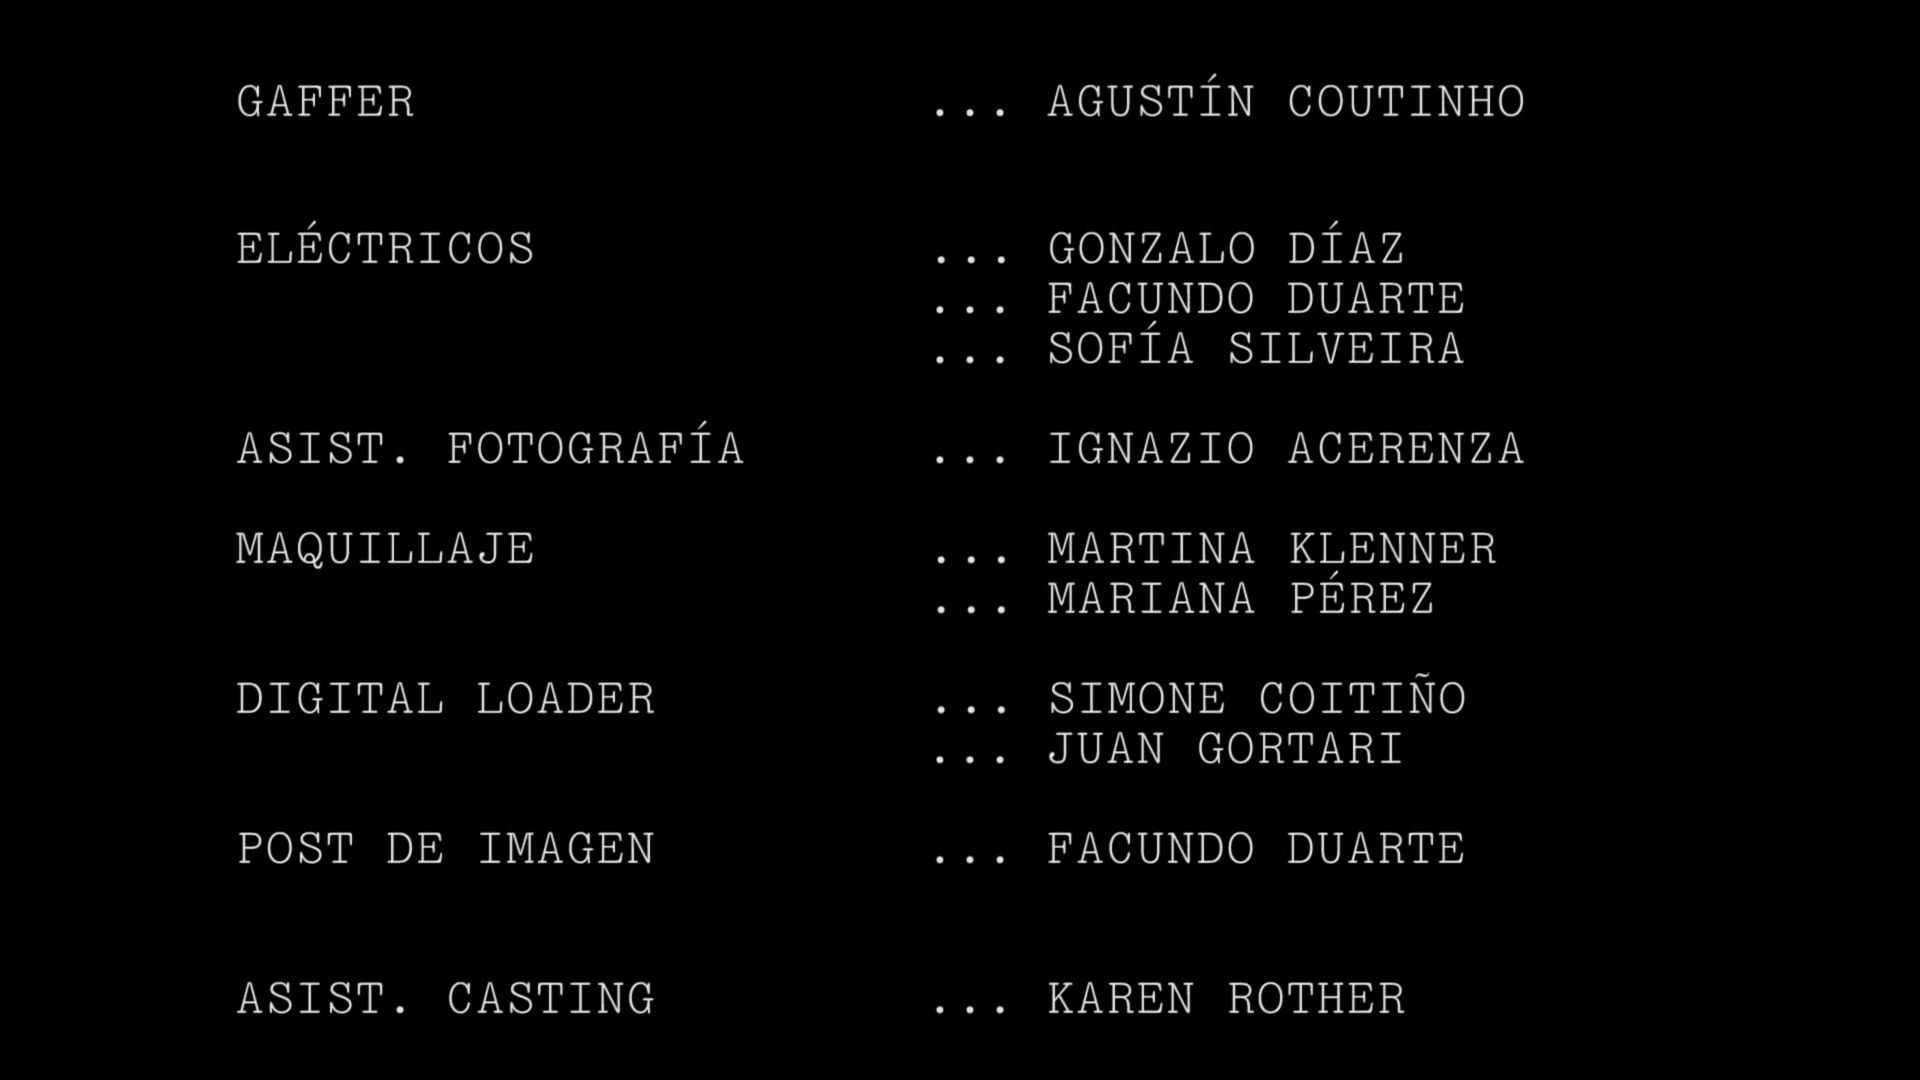 GAFFER ... AGUSTÍN COUTINHO
ELÉCTRICOS ... GONZALO DÍAZ
... FACUNDO DUARTE
... SOFÍA SILVEIRA
ASIST. FOTOGRAFÍA ... IGNAZIO ACERENZA
MAQUILLAJE ... MARTINA KLENNER
... MARIANA PÉREZ
DIGITAL LOADER ... SIMONE COITIÑO
... JUAN GORTARI
POST DE IMAGEN ... FACUNDO DUARTE
ASIST. CASTING ... KAREN ROTHER